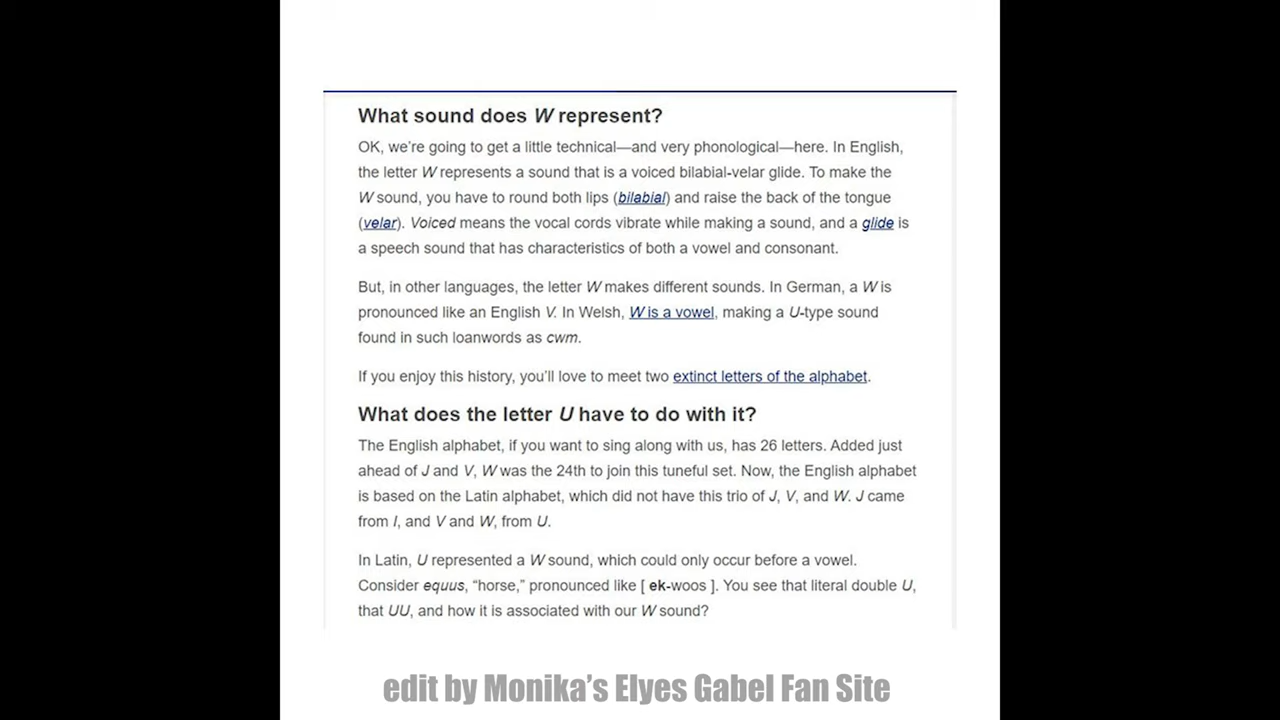 What sound does W represent?
OK, we’re going to get a little technical—and very phonological—here. In English,
the letter W represents a sound that is a voiced bilabial-velar glide. To make the
W sound, you have to round both lips (bilabial) and raise the back of the tongue
(velar). Voiced means the vocal cords vibrate while making a sound, and a glide is
a speech sound that has characteristics of both a vowel and consonant.
But, in other languages, the letter W makes different sounds. In German, a W is
pronounced like an English V. In Welsh, W is a vowel, making a U-type sound
found in such loanwords as cwm.
If you enjoy this history, you’ll love to meet two extinct letters of the alphabet.
What does the letter U have to do with it?
The English alphabet, if you want to sing along with us, has 26 letters. Added just
ahead of J and V, W was the 24th to join this tuneful set. Now, the English alphabet
is based on the Latin alphabet, which did not have this trio of J, V, and W. J came
from I, and V and W, from U.
In Latin, U represented a W sound, which could only occur before a vowel.
Consider equus, “horse,” pronounced like [ ek-woos ]. You see that literal double U,
that UU, and how it is associated with our W sound?
edit by Monika’s Elyes Gabel Fan Site